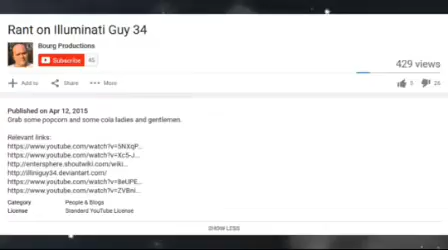 Rant on Illuminati Guy 34
Bourg Productions
Subscribe 45
429 views
Add to Share More
5 26
Published on Apr 12, 2015
Grab some popcorn and some cola ladies and gentlemen.
Relevant links:
https://www.youtube.com/watch?v=5NXqP...
https://www.youtube.com/watch?v=Xc5-J...
http://entersphere.shoutwiki.com/wiki...
http://illiniguy34.deviantart.com/
https://www.youtube.com/watch?v=8eUPE...
https://www.youtube.com/watch?v=ZVBni...
Category People & Blogs
License Standard YouTube License
SHOW LESS